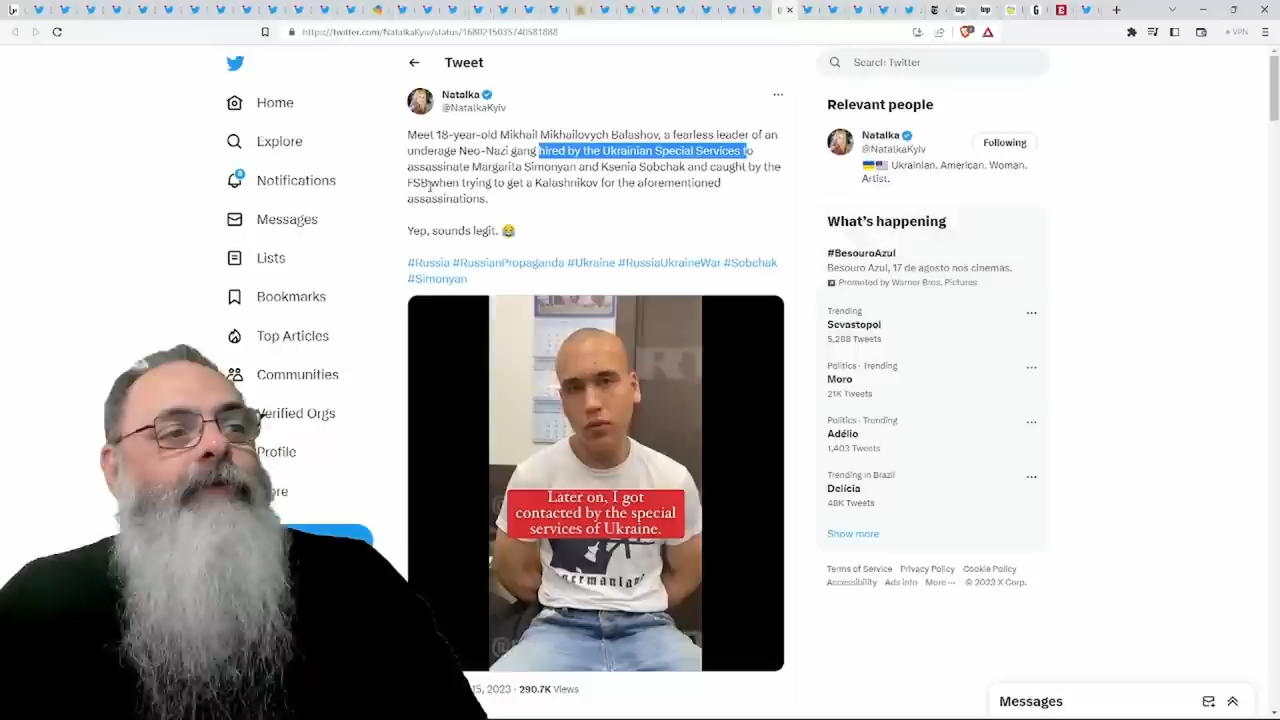 https://twitter.com/NatalkaKyiv/status/1680215035740581888
VPN
Home
Explore
Notifications
Messages
Lists
Bookmarks
Top Articles
Communities
Verified Orgs
Profile
Tweet
Natalka
@NatalkaKyiv
Meet 18-year-old Mikhail Mikhailovych Balashov, a fearless leader of an
underage Neo-Nazi gang hired by the Ukrainian Special Services to
assassinate Margarita Simonyan and Ksenia Sobchak and caught by the
FSB when trying to get a Kalashnikov for the aforementioned
assassinations.
Yep, sounds legit. 😂
#Russia #RussianPropaganda #Ukraine #RussiaUkraineWar #Sobchak
#Simonyan
Later on, I got
contacted by the special
services of Ukraine.
15, 2023 · 290.7K Views
Search Twitter
Relevant people
Natalka
@NatalkaKyiv
Following
🇺🇦🇺🇸 Ukrainian. American. Woman.
Artist.
What's happening
#BesouroAzul
Besouro Azul, 17 de agosto nos cinemas.
Promoted by Warner Bros. Pictures
Trending
Sevastopol
5,288 Tweets
Politics · Trending
Moro
21K Tweets
Politics · Trending
Adélio
1,403 Tweets
Trending in Brazil
Delícia
48K Tweets
Show more
Terms of Service Privacy Policy Cookie Policy
Accessibility Ads info More ··· © 2023 X Corp.
Messages